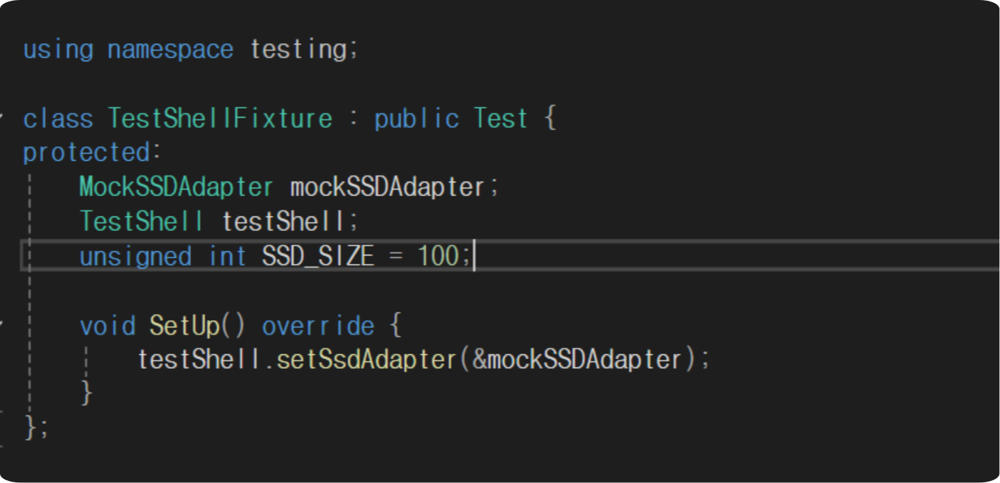 using namespace testing;
class TestShellFixture : public Test {
protected:
MockSSDAdapter mockSSDAdapter;
TestShell testShell;
unsigned int SSD_SIZE = 100;
void SetUp() override {
testShell.setSsdAdapter(&mockSSDAdapter);
}
};